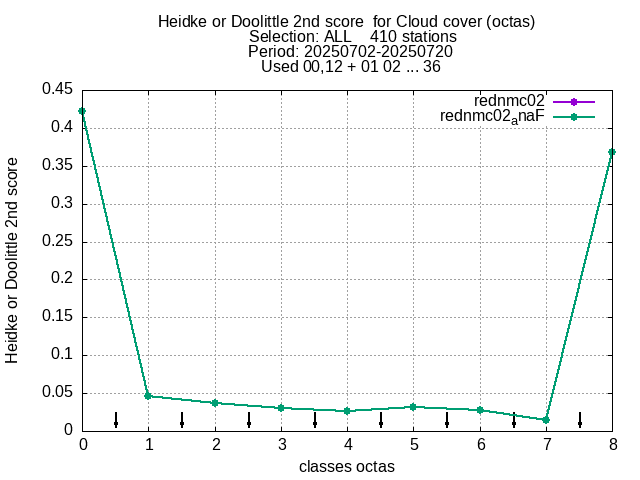 Heidke or Doolittle 2nd score  for Cloud cover (octas)
Selection: ALL    410 stations
Period: 20250702-20250720
Used 00,12 + 01 02 ... 36
rednmc02
rednmc02anaF
Heidke or Doolittle 2nd score
0.45
0.4
0.35
0.3
0.25
0.2
0.15
0.1
0.05
0
0 1 2 3 4 5 6 7 8
classes octas